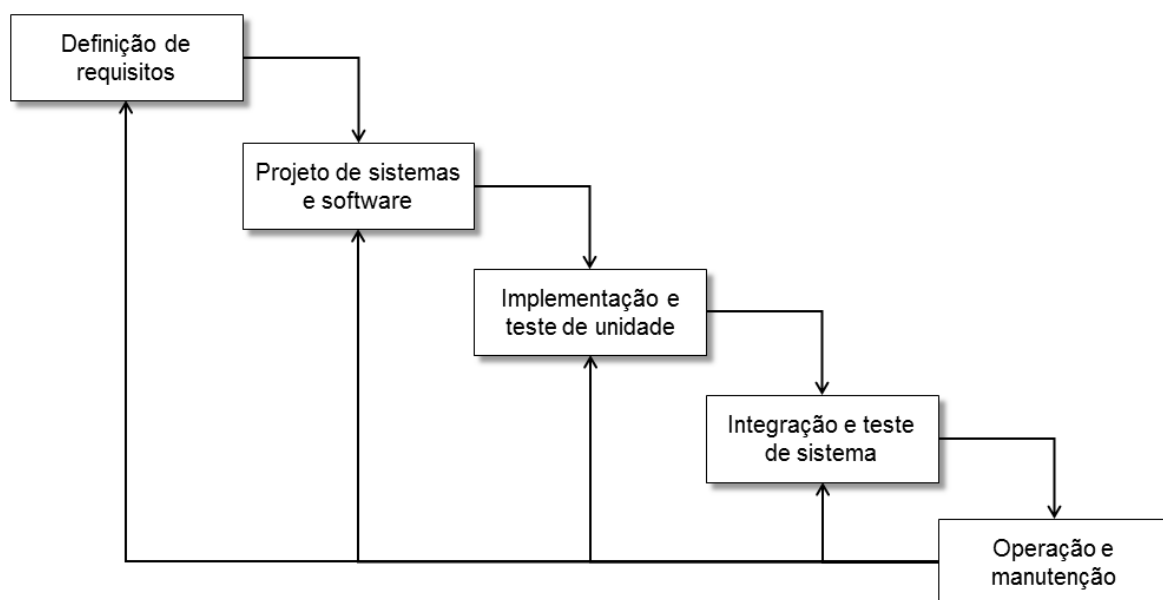 Definição de
requisitos
Projeto de sistemas
e software
Implementação e
teste de unidade
Integração e teste
de sistema
Operação e
manutenção